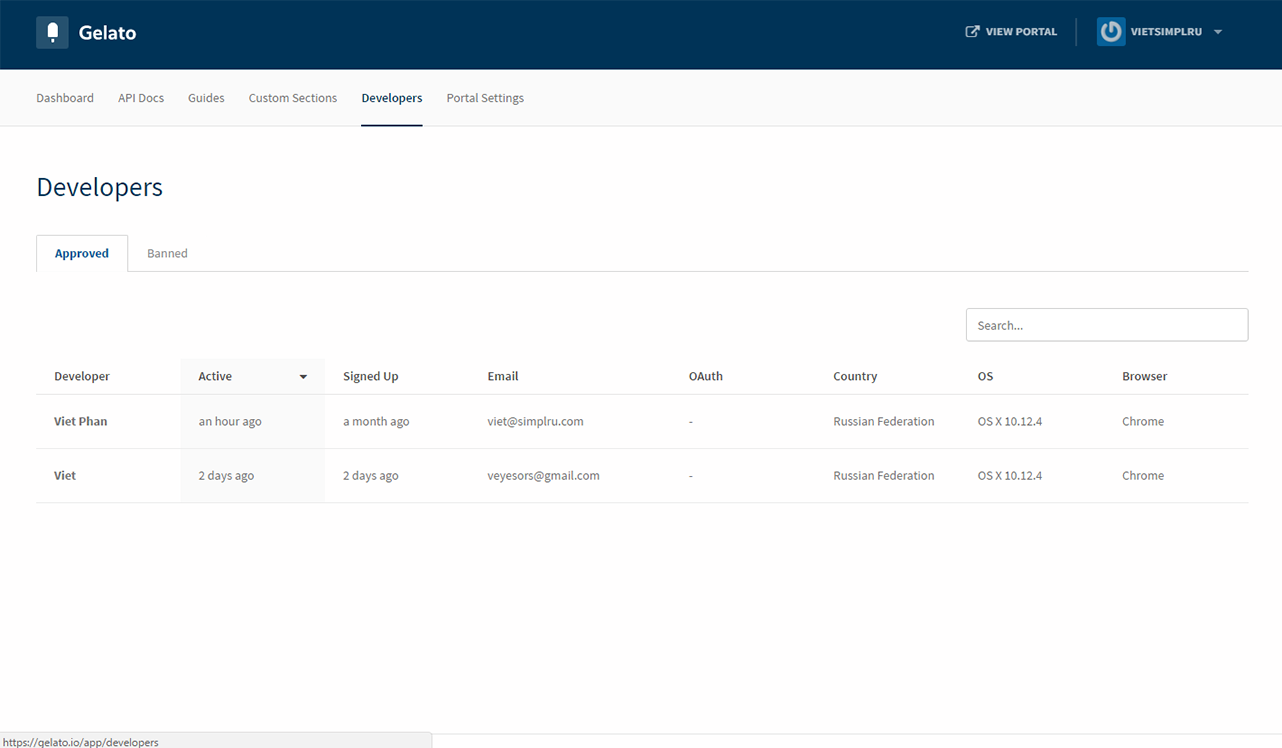 Gelato
VIEW PORTAL VIETSIMPLRU
Dashboard API Docs Guides Custom Sections Developers Portal Settings
Developers
Approved Banned
Search...
Developer Active Signed Up Email OAuth Country OS Browser
Viet Phan an hour ago a month ago viet@simplru.com - Russian Federation OS X 10.12.4 Chrome
Viet 2 days ago 2 days ago veyesors@gmail.com - Russian Federation OS X 10.12.4 Chrome
https://gelato.io/app/developers